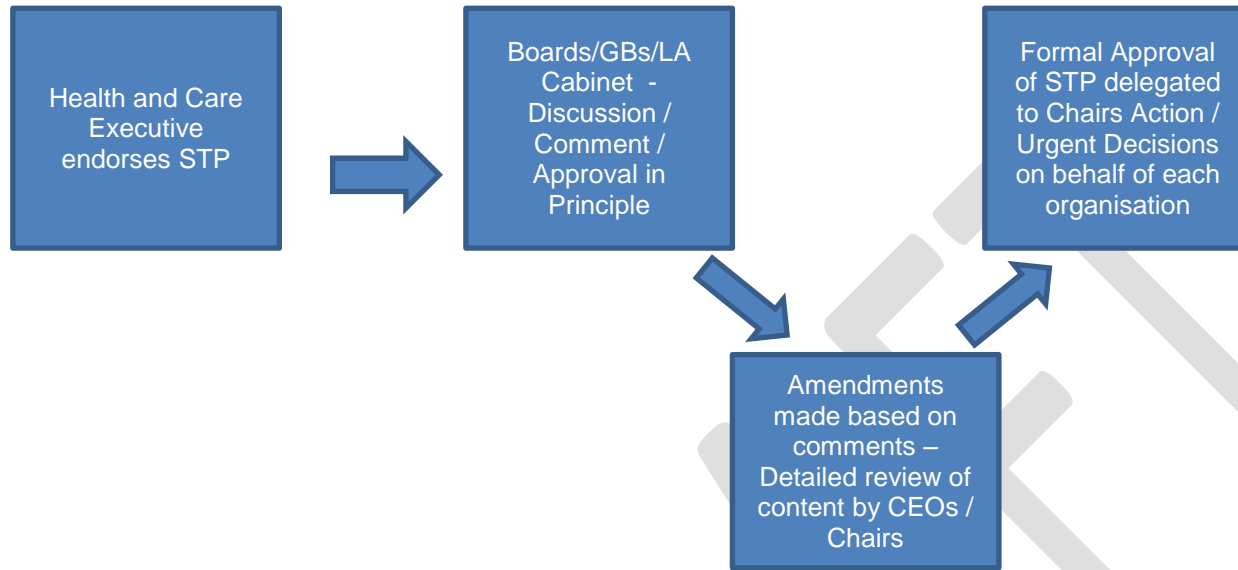 Health and Care
Executive
endorses STP
Boards/GBs/LA
Cabinet -
Discussion /
Comment /
Approval in
Principle
Amendments
made based on
comments –
Detailed review of
content by CEOs /
Chairs
Formal Approval
of STP delegated
to Chairs Action /
Urgent Decisions
on behalf of each
organisation